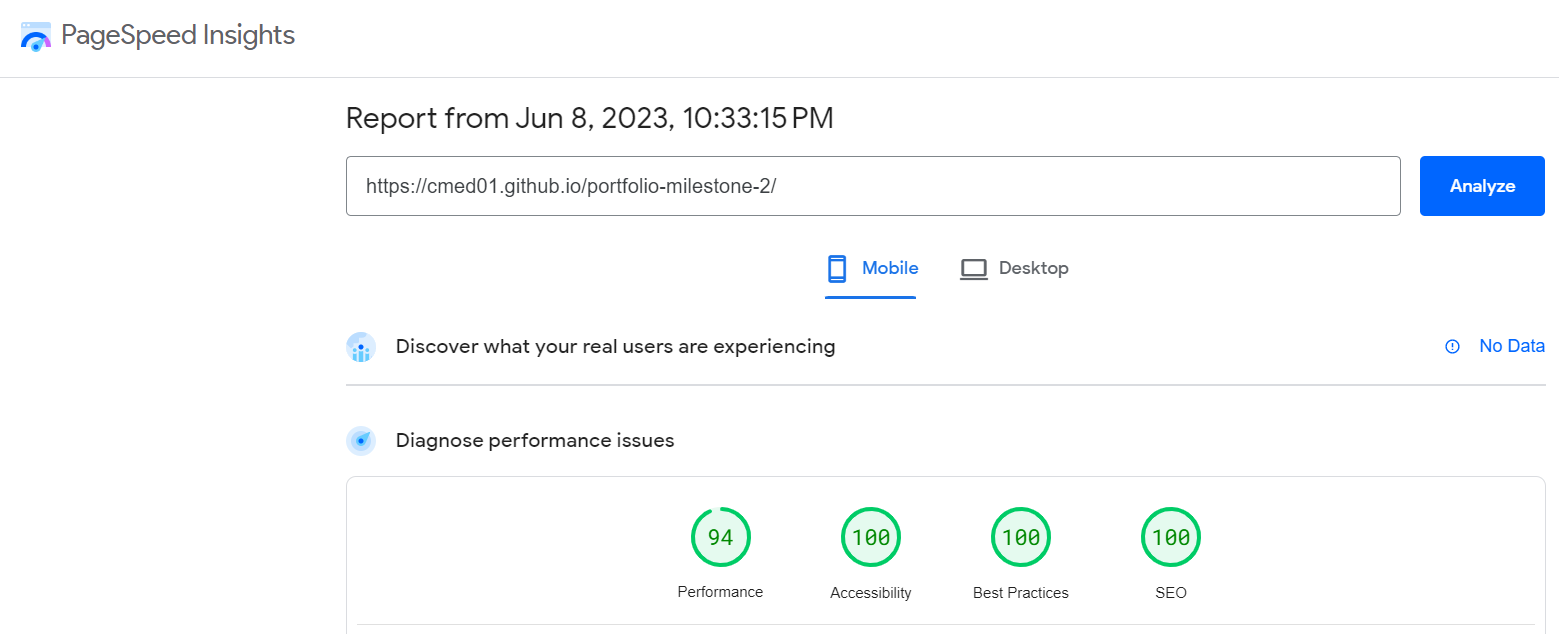 PageSpeed Insights
Report from Jun 8, 2023, 10:33:15 PM
https://cmed01.github.io/portfolio-milestone-2/
Analyze
Mobile
Desktop
Discover what your real users are experiencing
No Data
Diagnose performance issues
94
100
100
100
Performance
Accessibility
Best Practices
SEO